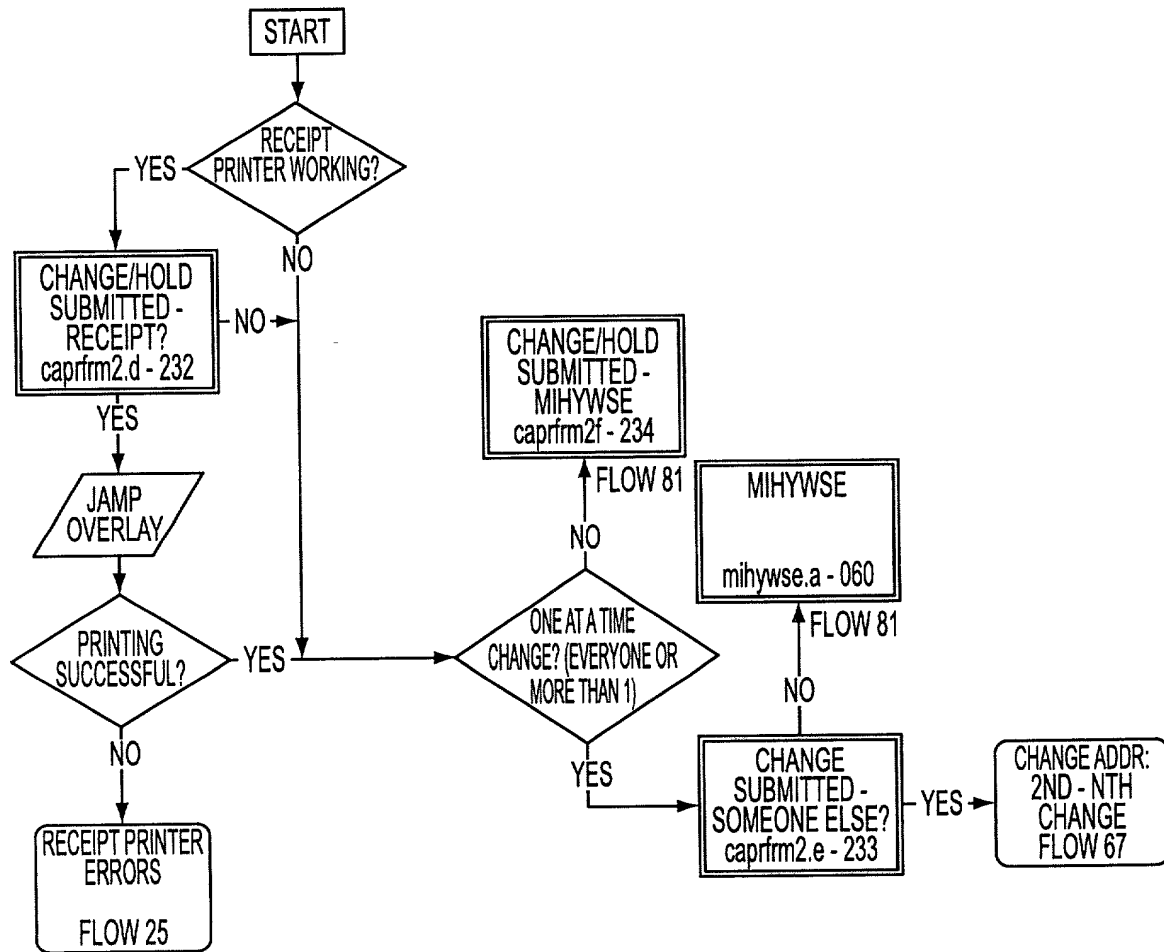 START
RECEIPT
PRINTER WORKING?
YES
NO
CHANGE/HOLD
SUBMITTED -
RECEIPT?
caprfrm2.d - 232
NO
YES
JAMP
OVERLAY
PRINTING
SUCCESSFUL?
YES
NO
RECEIPT PRINTER
ERRORS
FLOW 25
CHANGE/HOLD
SUBMITTED -
MIHYWSE
caprfrm2f - 234
FLOW 81
NO
ONE AT A TIME
CHANGE? (EVERYONE OR
MORE THAN 1)
YES
MIHYWSE
mihywse.a - 060
FLOW 81
NO
CHANGE
SUBMITTED -
SOMEONE ELSE?
caprfrm2.e - 233
YES
CHANGE ADDR:
2ND - NTH
CHANGE
FLOW 67